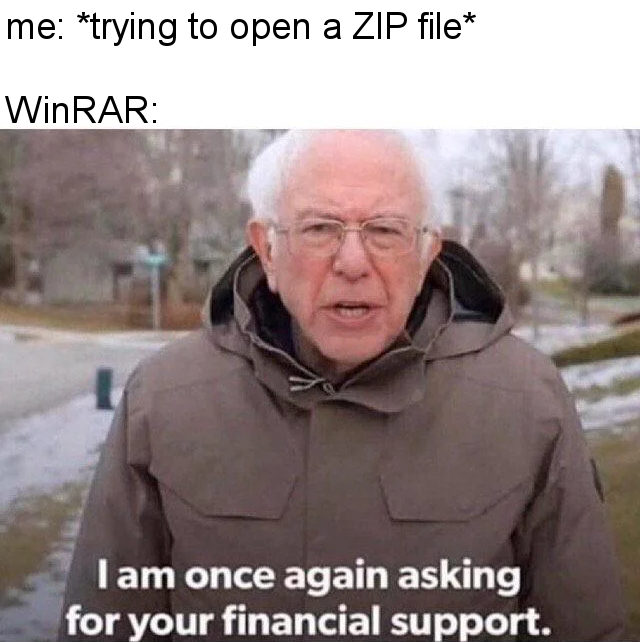 me: *trying to open a ZIP file*
WinRAR:
I am once again asking
for your financial support.